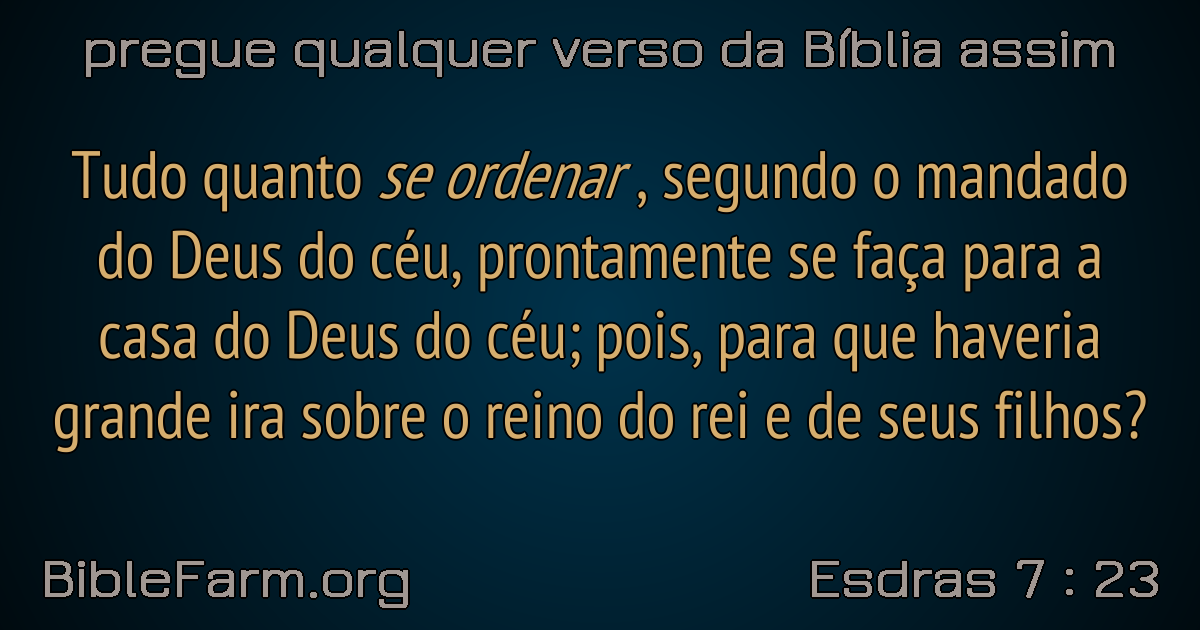 pregue qualquer verso da Bíblia assim
Tudo quanto se ordenar , segundo o mandado
do Deus do céu, prontamente se faça para a
casa do Deus do céu; pois, para que haveria
grande ira sobre o reino do rei e de seus filhos?
BibleFarm.org
Esdras 7 : 23